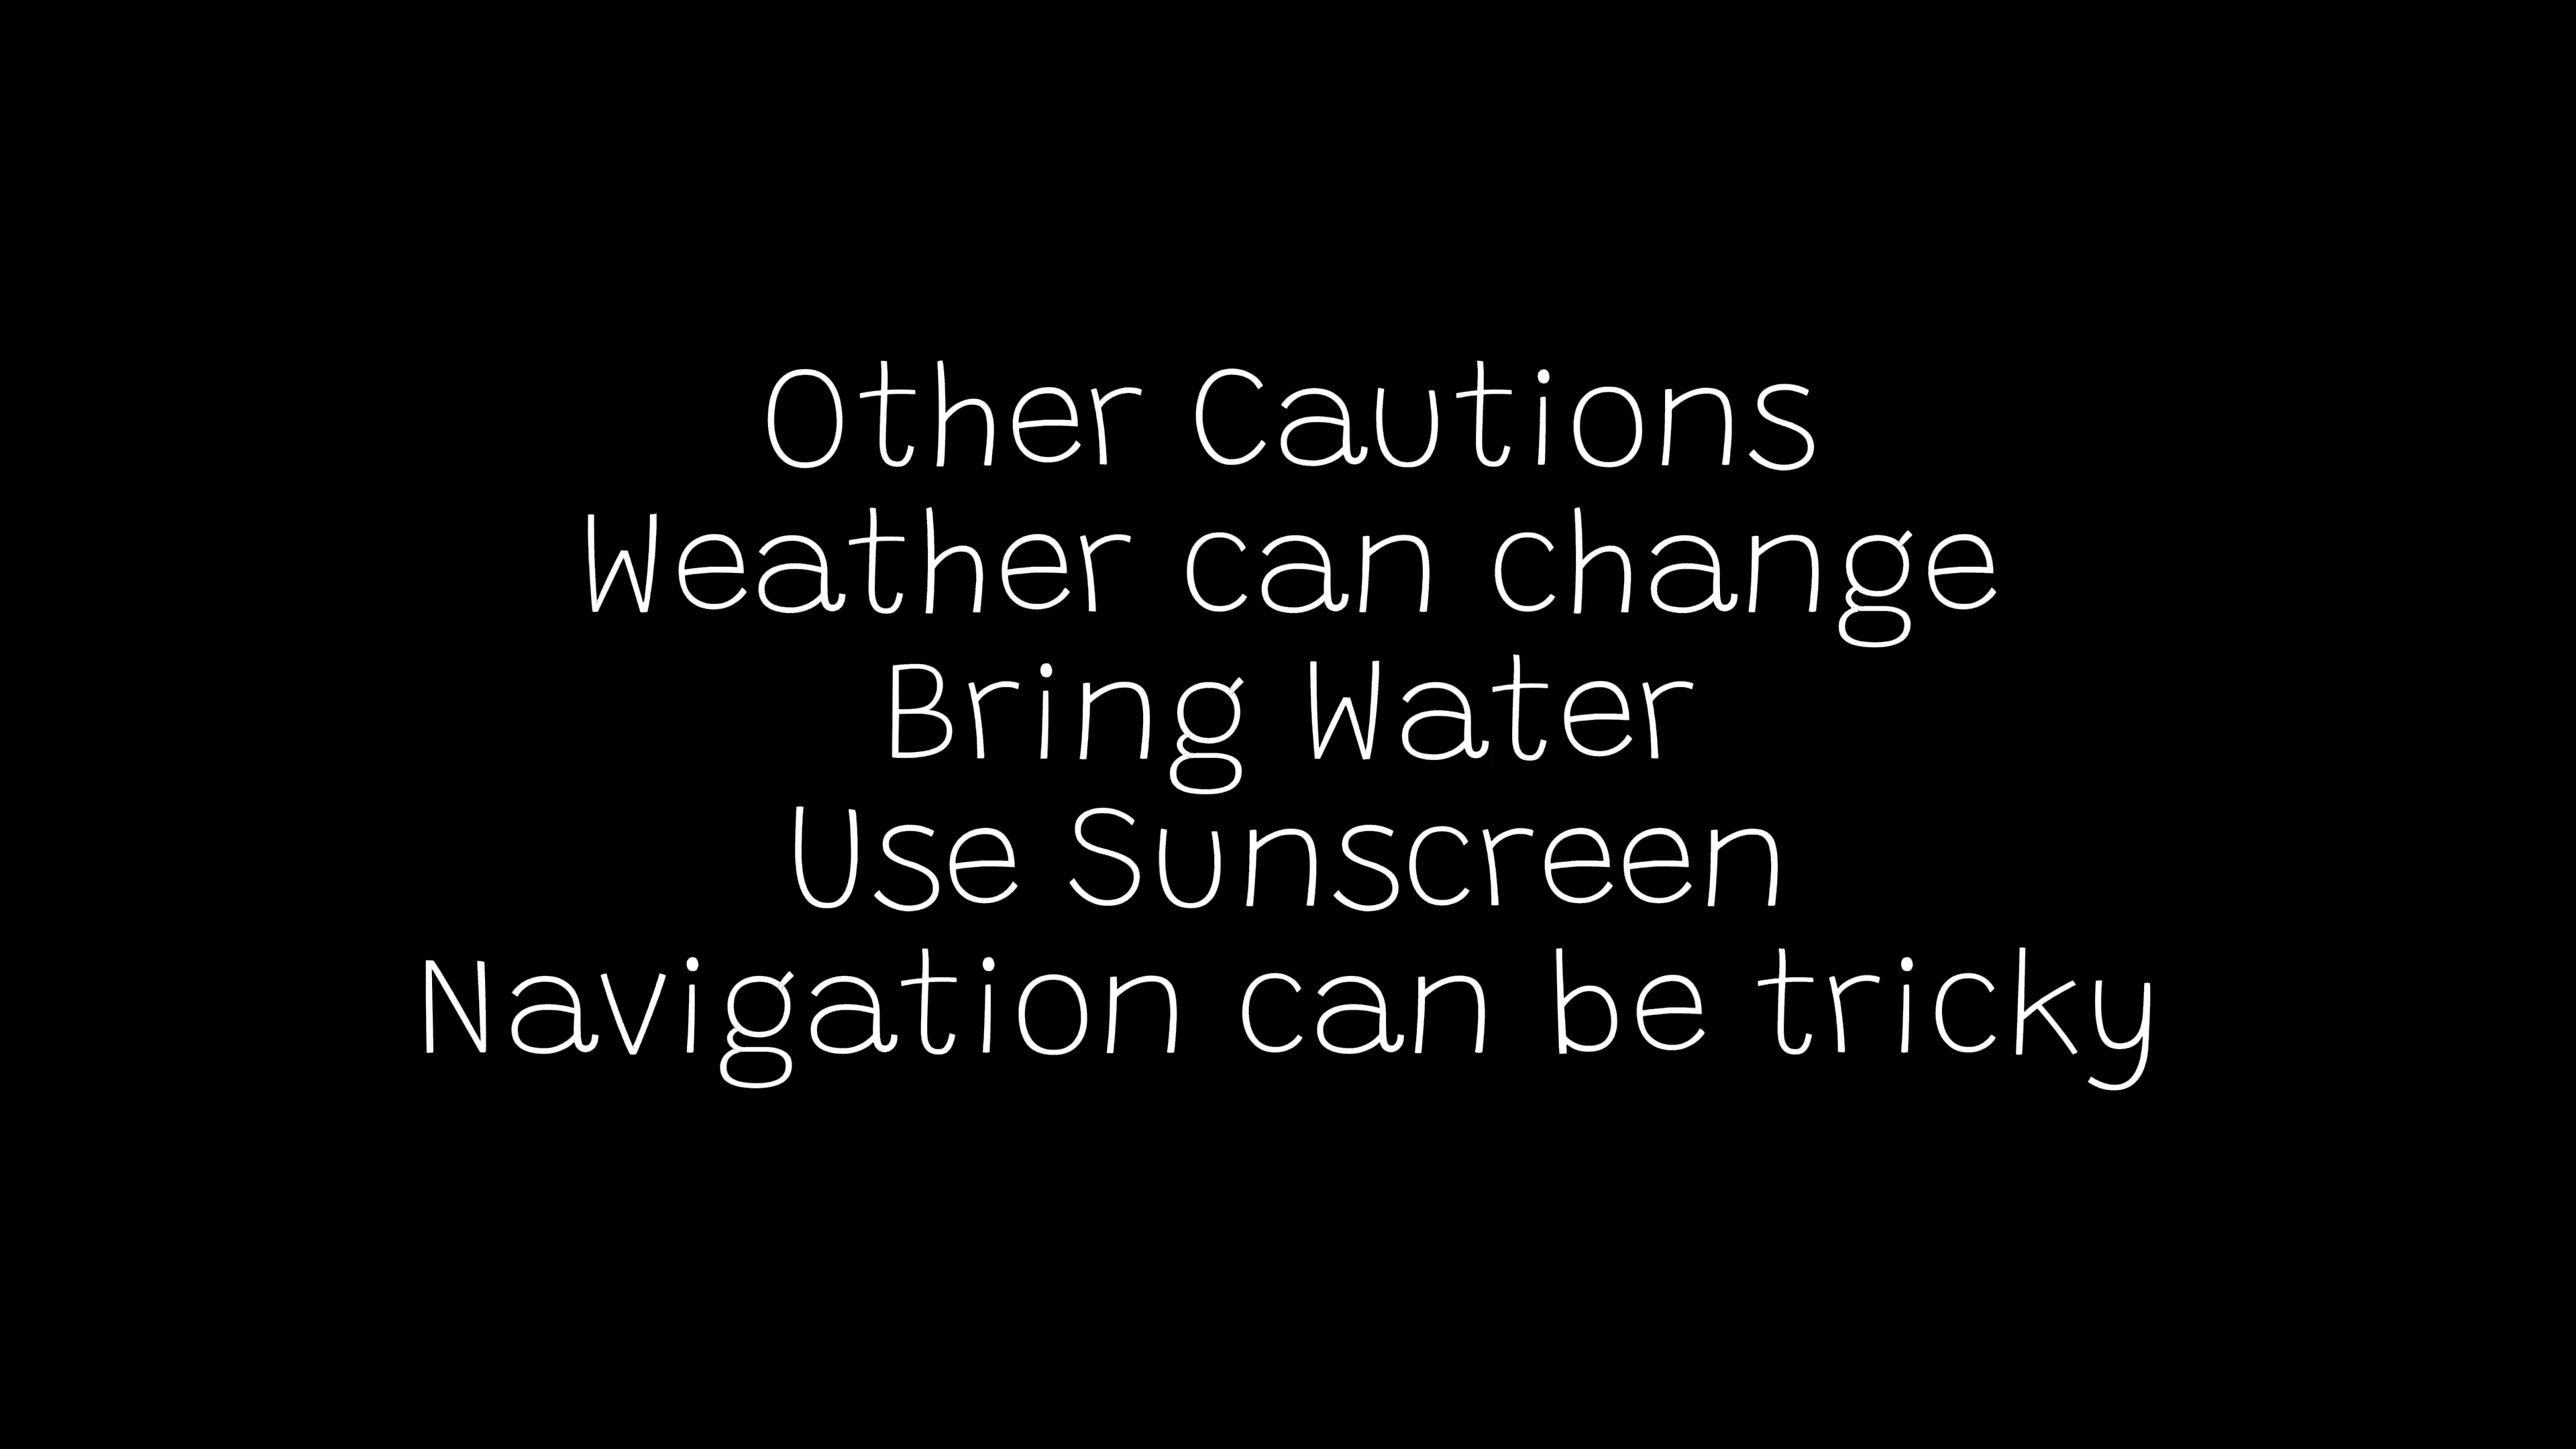 Other Cautions
Weather can change
Bring Water
Use Sunscreen
Navigation can be tricky